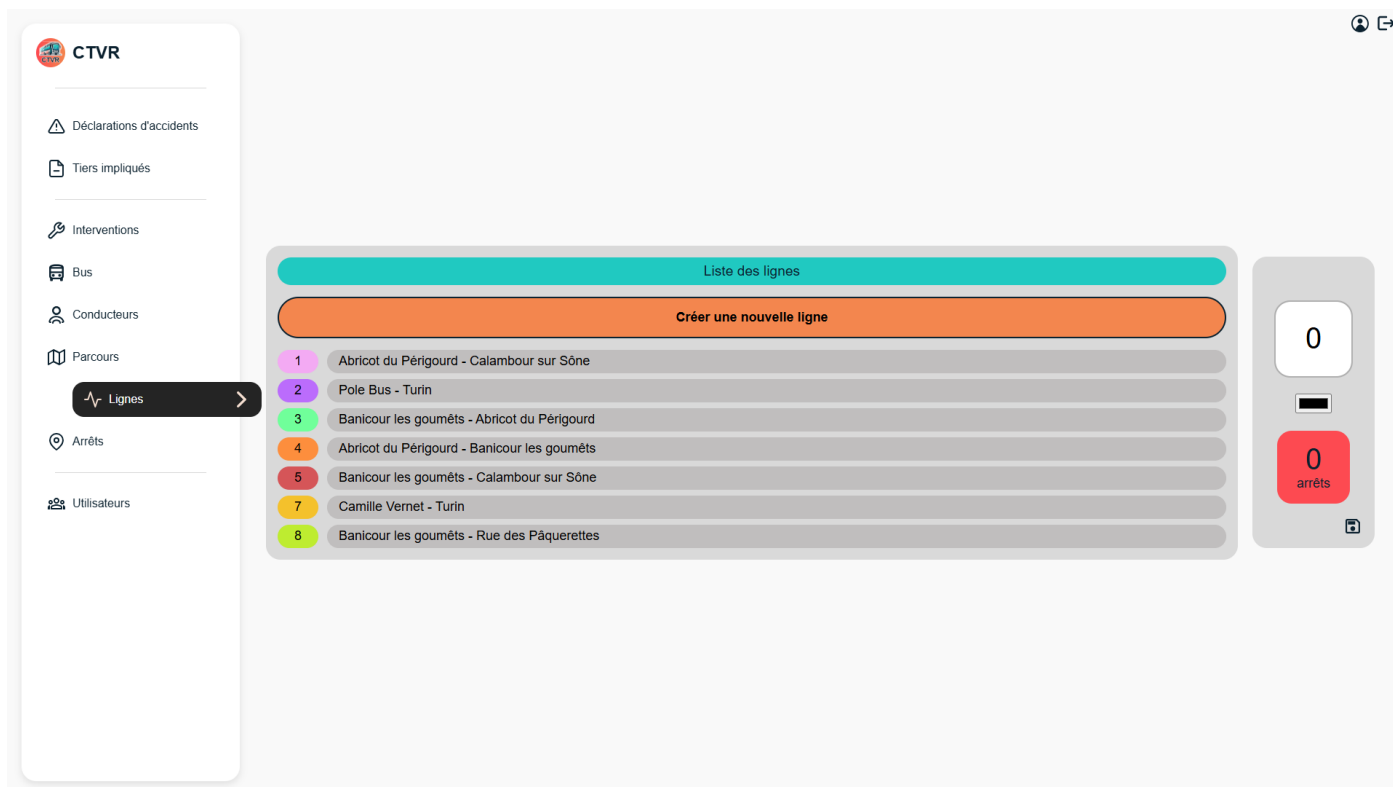 CTVR
CTVR
Déclarations d'accidents
Tiers impliqués
Interventions
Bus
Conducteurs
Parcours
Lignes
Arrêts
Utilisateurs
Liste des lignes
Créer une nouvelle ligne
1 Abricot du Périgourd - Calambour sur Sône
2 Pole Bus - Turin
3 Banicour les goumêts - Abricot du Périgourd
4 Abricot du Périgourd - Banicour les goumêts
5 Banicour les goumêts - Calambour sur Sône
7 Camille Vernet - Turin
8 Banicour les goumêts - Rue des Pâquerettes
0
0
arrêts